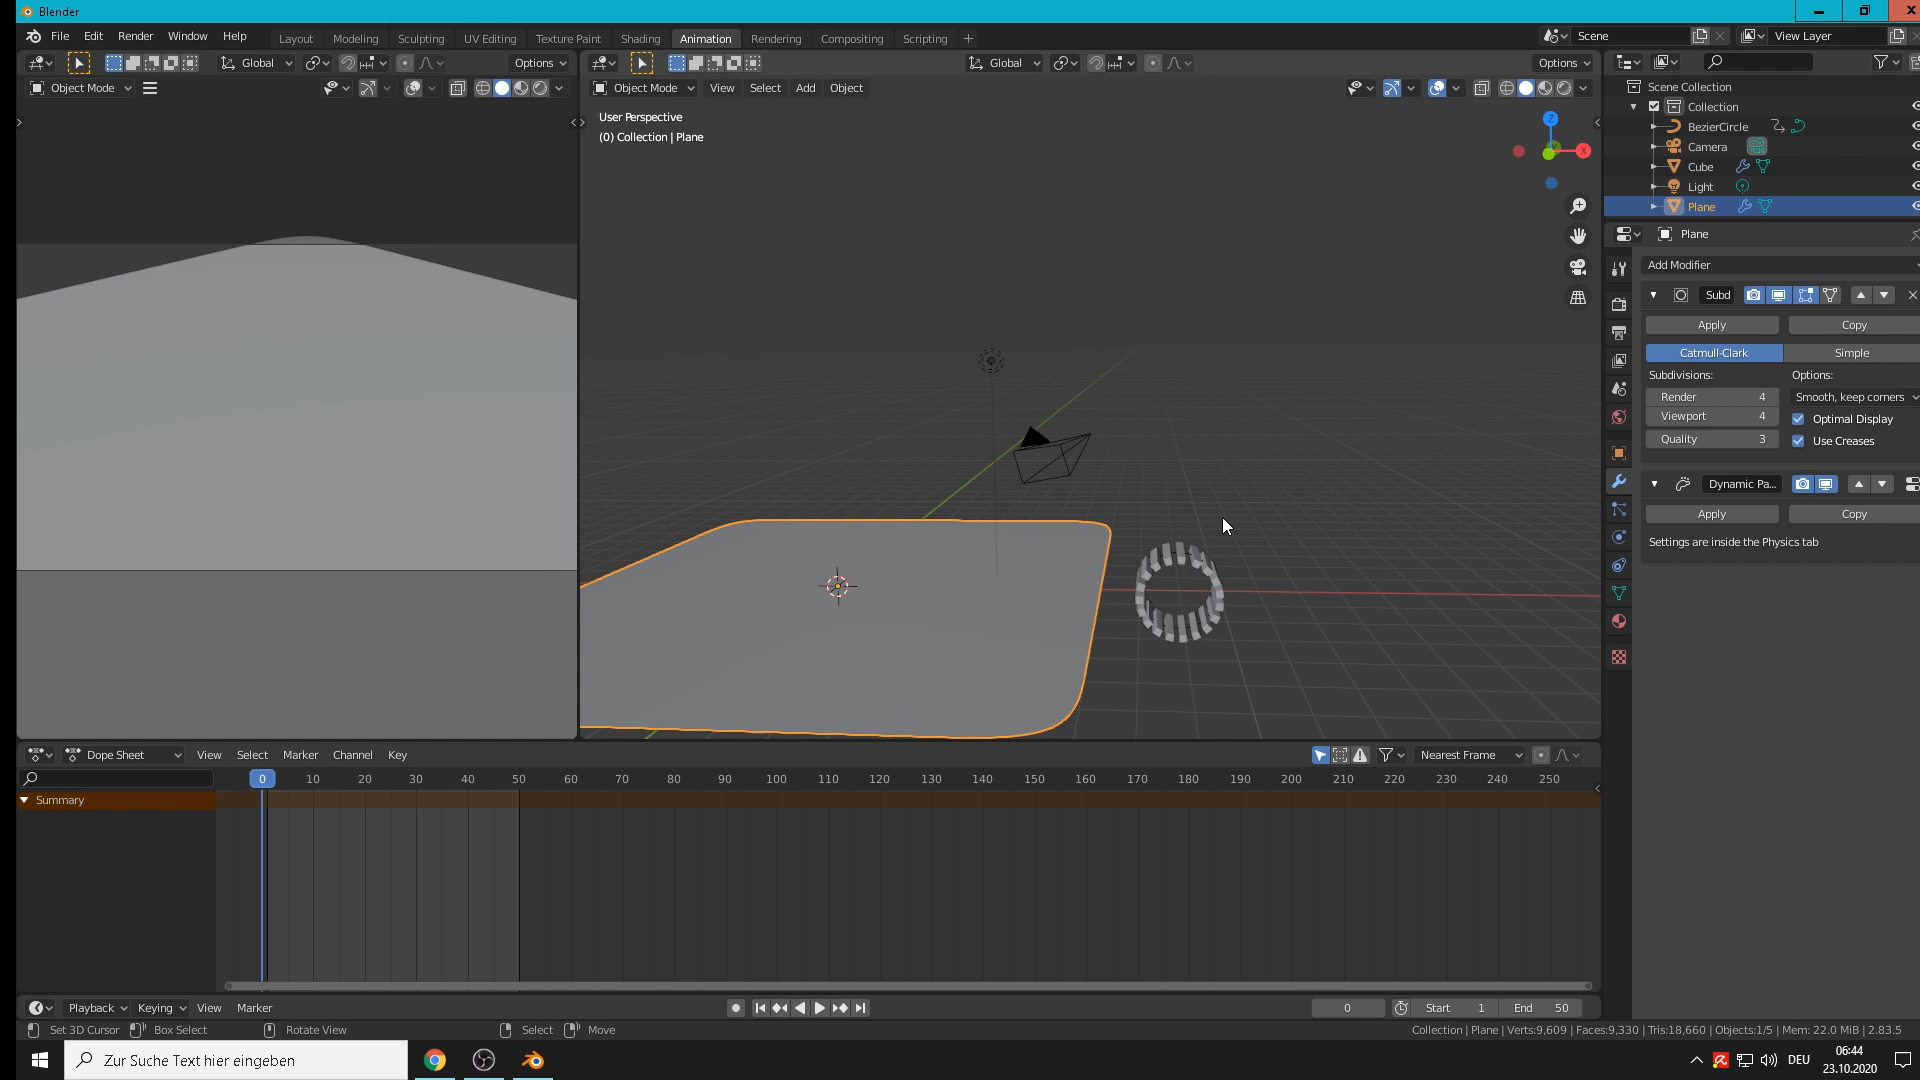 Blender
File Edit Render Window Help Layout Modeling Sculpting UV Editing Texture Paint Shading Animation Rendering Compositing Scripting + Scene View Layer
Global Options Global Options
Object Mode Object Mode View Select Add Object
User Perspective
(0) Collection | Plane
Z
X
Scene Collection
Collection
BezierCircle
Camera
Cube
Light
Plane
Plane
Add Modifier
Subd
Apply Copy
Catmull-Clark Simple
Subdivisions: Options:
Render 4 Smooth, keep corners
Viewport 4 Optimal Display
Quality 3 Use Creases
Dynamic Pa...
Apply Copy
Settings are inside the Physics tab
Dope Sheet View Select Marker Channel Key Nearest Frame
0 10 20 30 40 50 60 70 80 90 100 110 120 130 140 150 160 170 180 190 200 210 220 230 240 250
Summary
Playback Keying View Marker 0 Start 1 End 50
Set 3D Cursor Box Select Rotate View Select Move Collection | Plane | Verts:9,609 | Faces:9,330 | Tris:18,660 | Objects:1/5 | Mem: 22.0 MiB | 2.83.5
Zur Suche Text hier eingeben DEU 06:44
23.10.2020